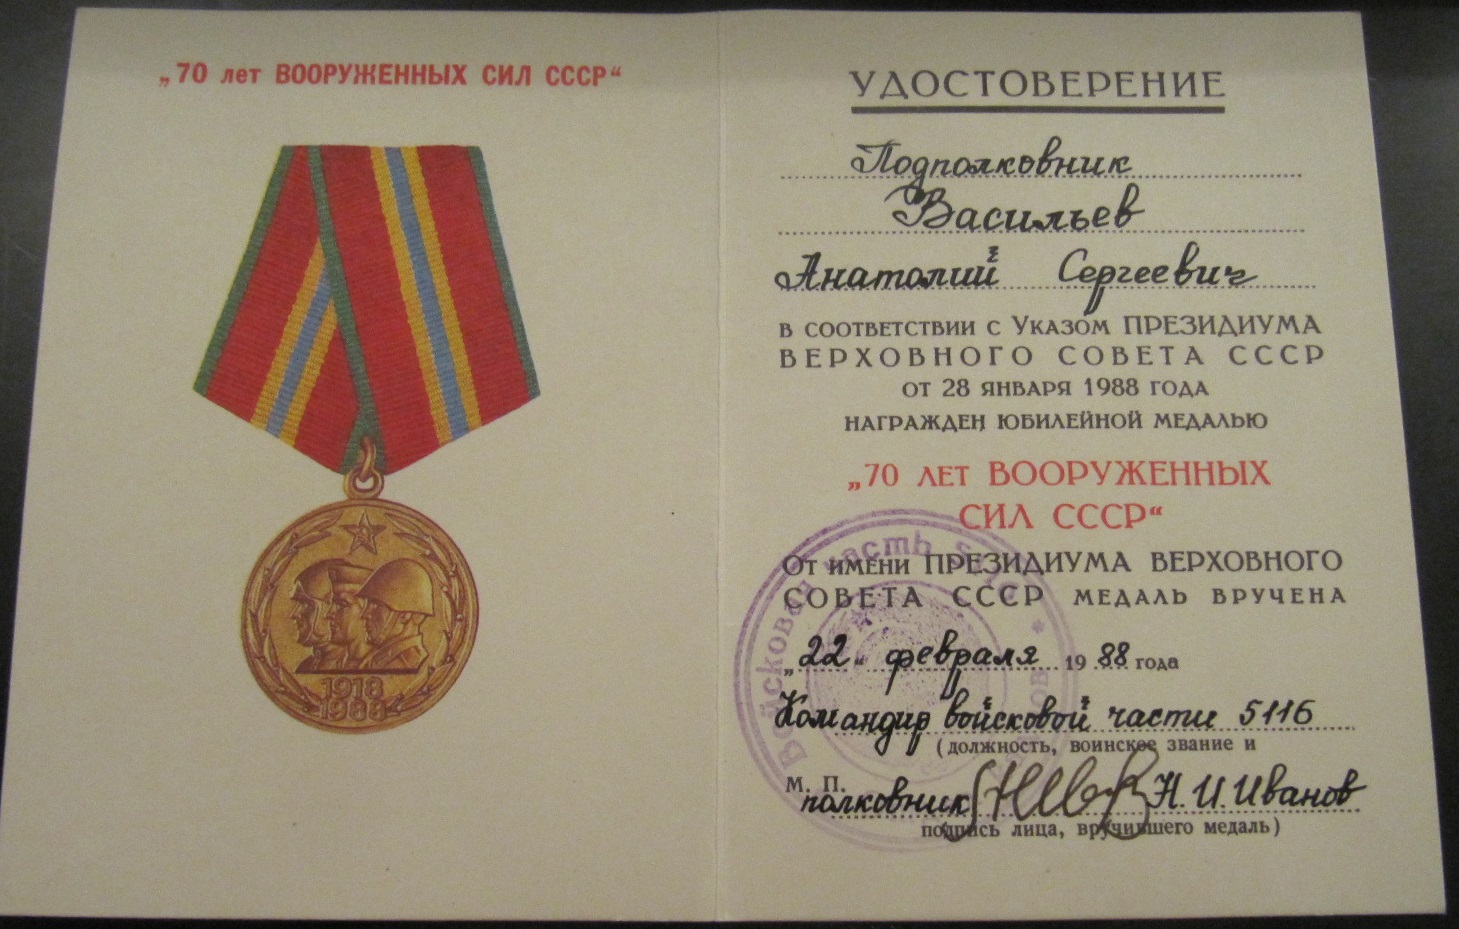 „70 лет ВООРУЖЕННЫХ СИЛ СССР“
1918
1988
УДОСТОВЕРЕНИЕ
Подполковник
Васильев
Анатолий Сергеевич
В СООТВЕТСТВИИ С УКАЗОМ ПРЕЗИДИУМА
ВЕРХОВНОГО СОВЕТА СССР
ОТ 28 ЯНВАРЯ 1988 ГОДА
НАГРАЖДЕН ЮБИЛЕЙНОЙ МЕДАЛЬЮ
„70 ЛЕТ ВООРУЖЕННЫХ
СИЛ СССР“
ОТ ИМЕНИ ПРЕЗИДИУМА ВЕРХОВНОГО
СОВЕТА СССР МЕДАЛЬ ВРУЧЕНА
„22“ февраля 1988 года
Командир войсковой части 5116
(должность, воинское звание и
М. П.
полковник Н. И. Иванов
подпись лица, вручившего медаль)
Войсковая часть